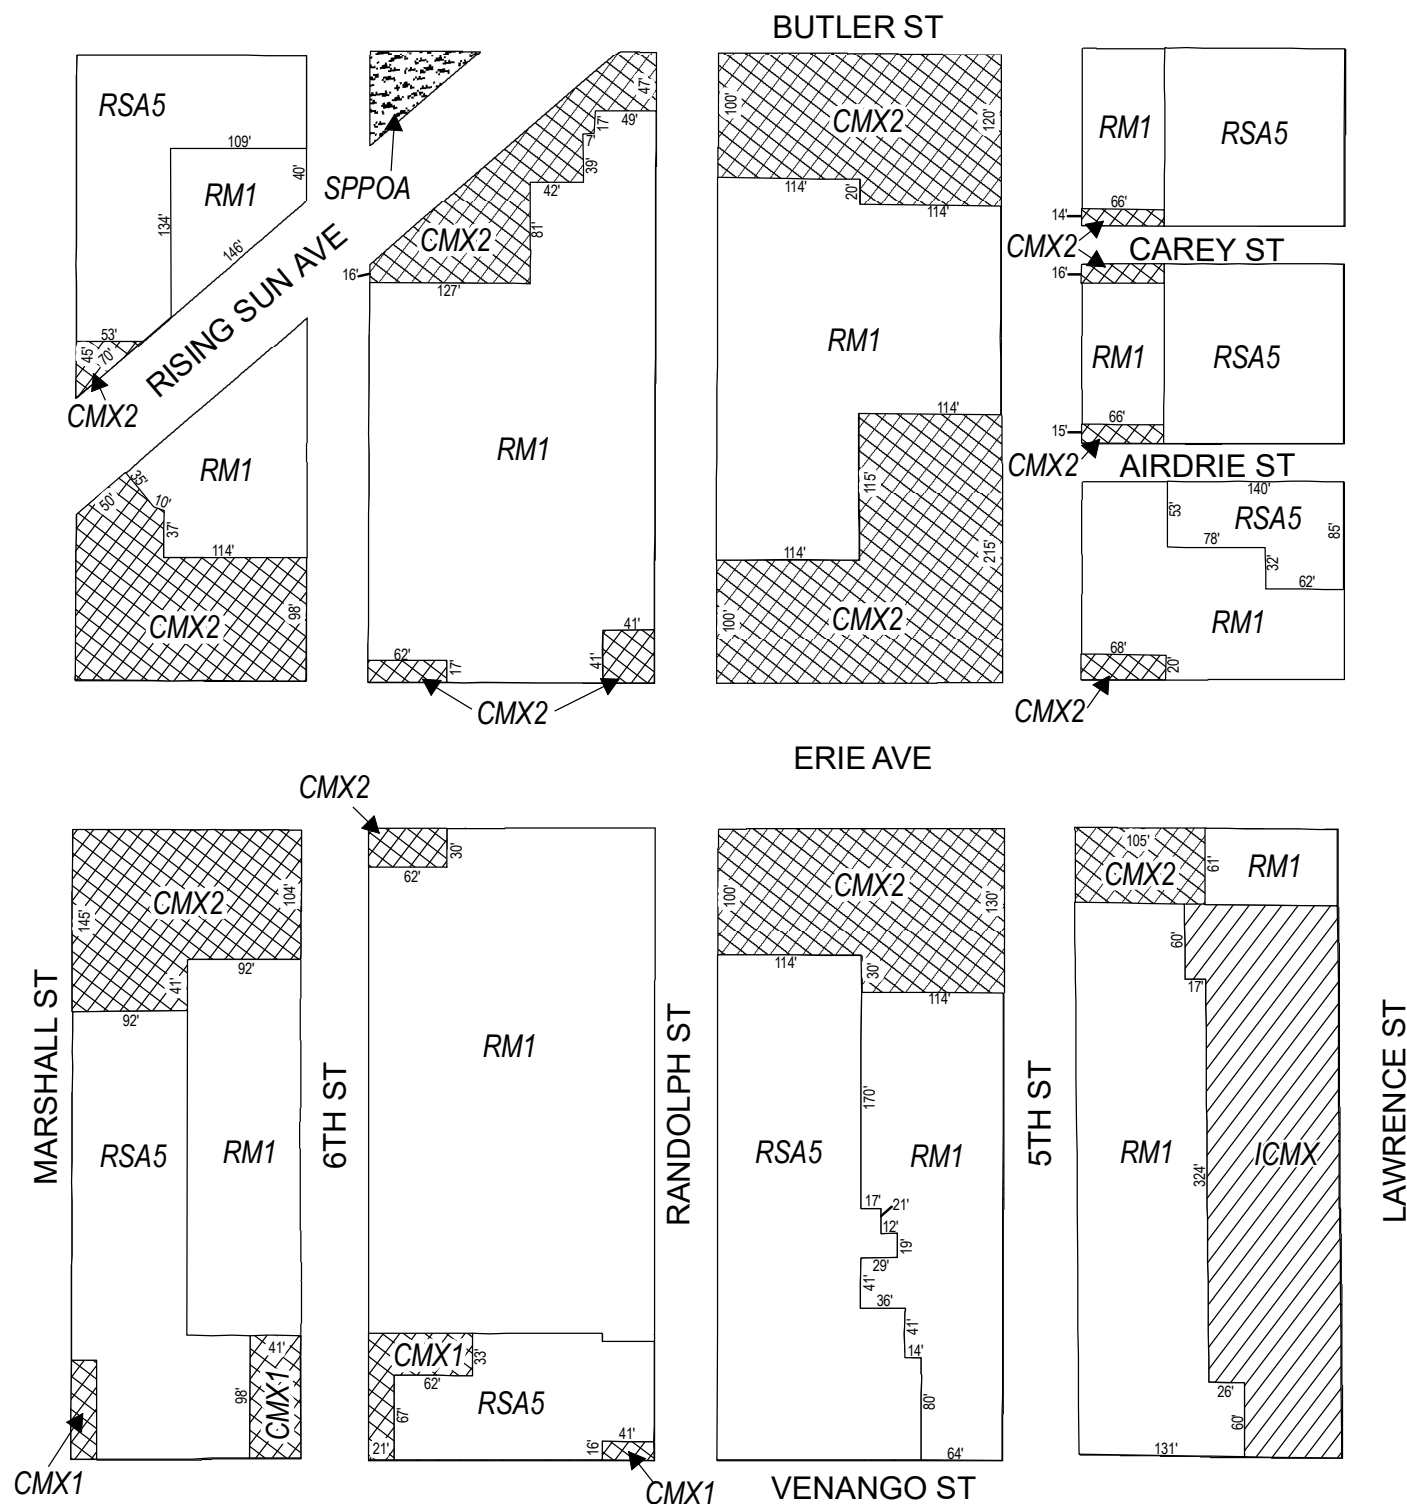 BUTLER ST
RSA5
109'
40'
RM1
134'
146'
53'
45'
70'
CMX2
RISING SUN AVE
SPPOA
47'
17'
49'
7'
39'
42'
CMX2
81'
16'
127'
RM1
62'
17'
41'
41'
CMX2
RM1
35'
50'
10'
37'
114'
CMX2
98'
100'
CMX2
120'
114'
20'
114'
RM1
114'
115'
114'
215'
100'
CMX2
RM1
RSA5
66'
14'
CMX2
CAREY ST
16'
RM1
RSA5
66'
15'
CMX2
AIRDRIE ST
140'
53'
RSA5
85'
78'
32'
62'
RM1
68'
20'
CMX2
ERIE AVE
CMX2
30'
62'
145'
CMX2
104'
92'
41'
92'
MARSHALL ST
RSA5
RM1
6TH ST
41'
98'
CMX1
CMX1
RM1
RANDOLPH ST
CMX1
33'
62'
67'
RSA5
21'
41'
16'
CMX1
100'
CMX2
130'
114'
30'
114'
170'
RSA5
RM1
17'
21'
12'
19'
29'
41'
36'
41'
14'
80'
64'
5TH ST
105'
CMX2
61'
RM1
60'
17'
RM1
324'
ICMX
26'
60'
131'
LAWRENCE ST
VENANGO ST